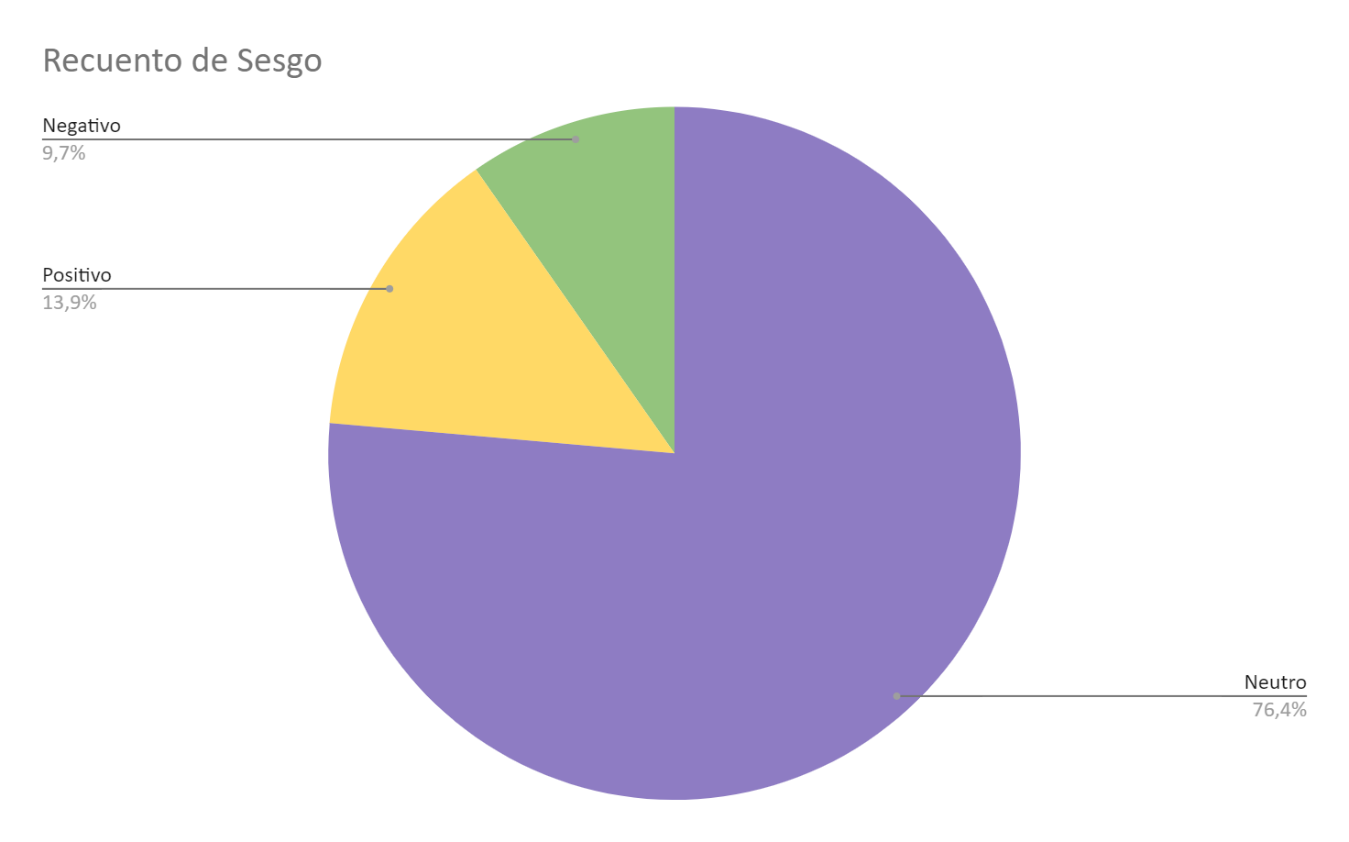 Recuento de Sesgo
Negativo
9,7%
Positivo
13,9%
Neutro
76,4%